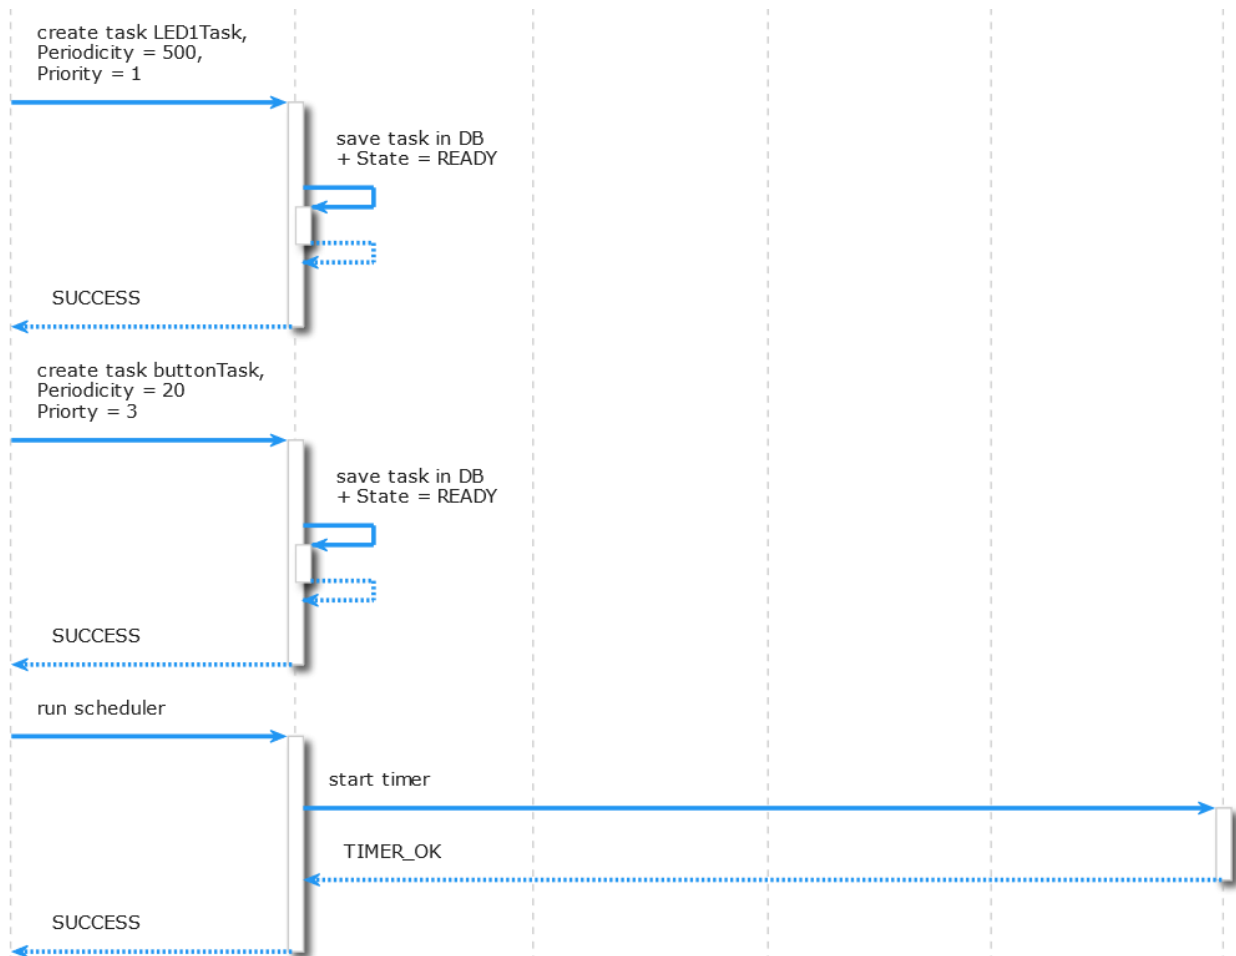 create task LED1Task,
Periodicity = 500,
Priority = 1
save task in DB
+ State = READY
SUCCESS
create task buttonTask,
Periodicity = 20
Priorty = 3
save task in DB
+ State = READY
SUCCESS
run scheduler
start timer
TIMER_OK
SUCCESS